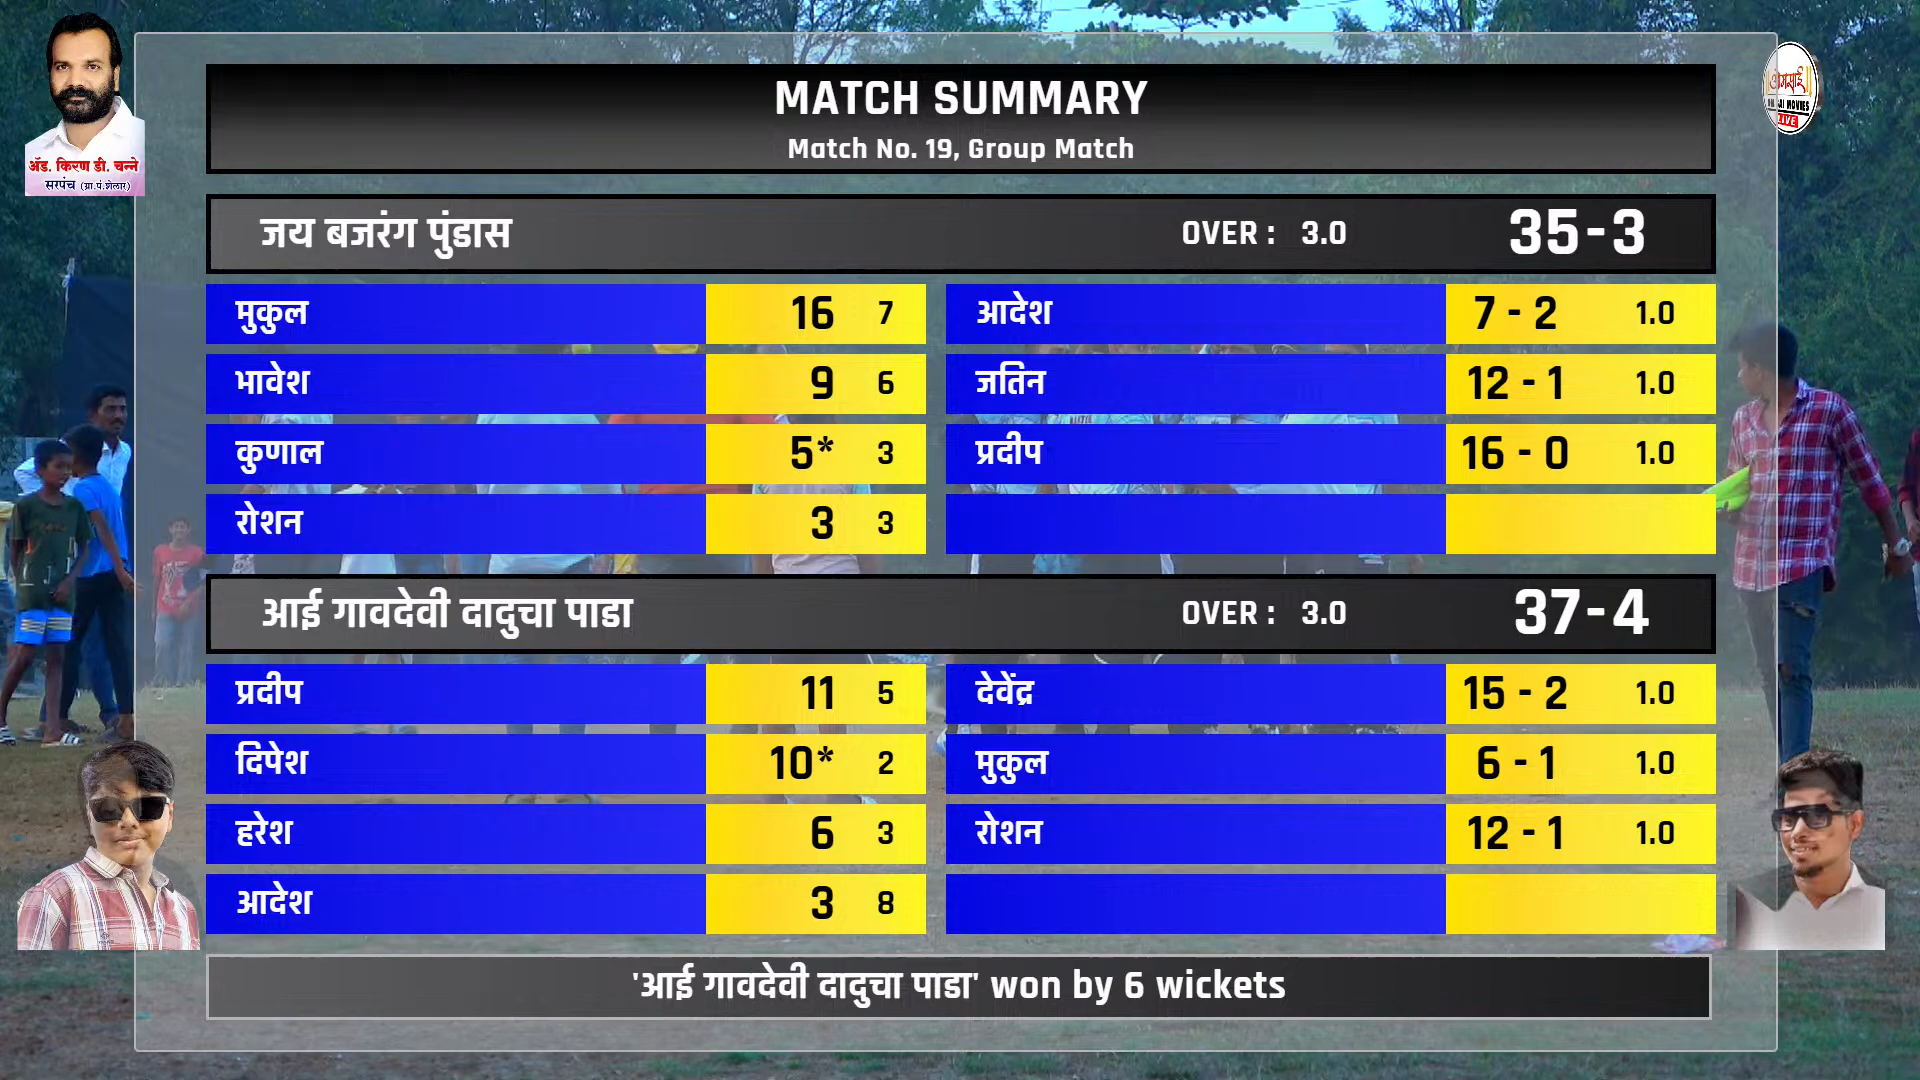 MATCH SUMMARY
Match No. 19, Group Match
अ‍ॅड. किरण डी. चन्ने
सरपंच (ग्रा.पं.शेलार)
LIVE
जय बजरंग पुंडास OVER : 3.0 35-3
मुकुल 16 7 आदेश 7 - 2 1.0
भावेश 9 6 जतिन 12 - 1 1.0
कुणाल 5* 3 प्रदीप 16 - 0 1.0
रोशन 3 3
आई गावदेवी दादुचा पाडा OVER : 3.0 37-4
प्रदीप 11 5 देवेंद्र 15 - 2 1.0
दिपेश 10* 2 मुकुल 6 - 1 1.0
हरेश 6 3 रोशन 12 - 1 1.0
आदेश 3 8
'आई गावदेवी दादुचा पाडा' won by 6 wickets